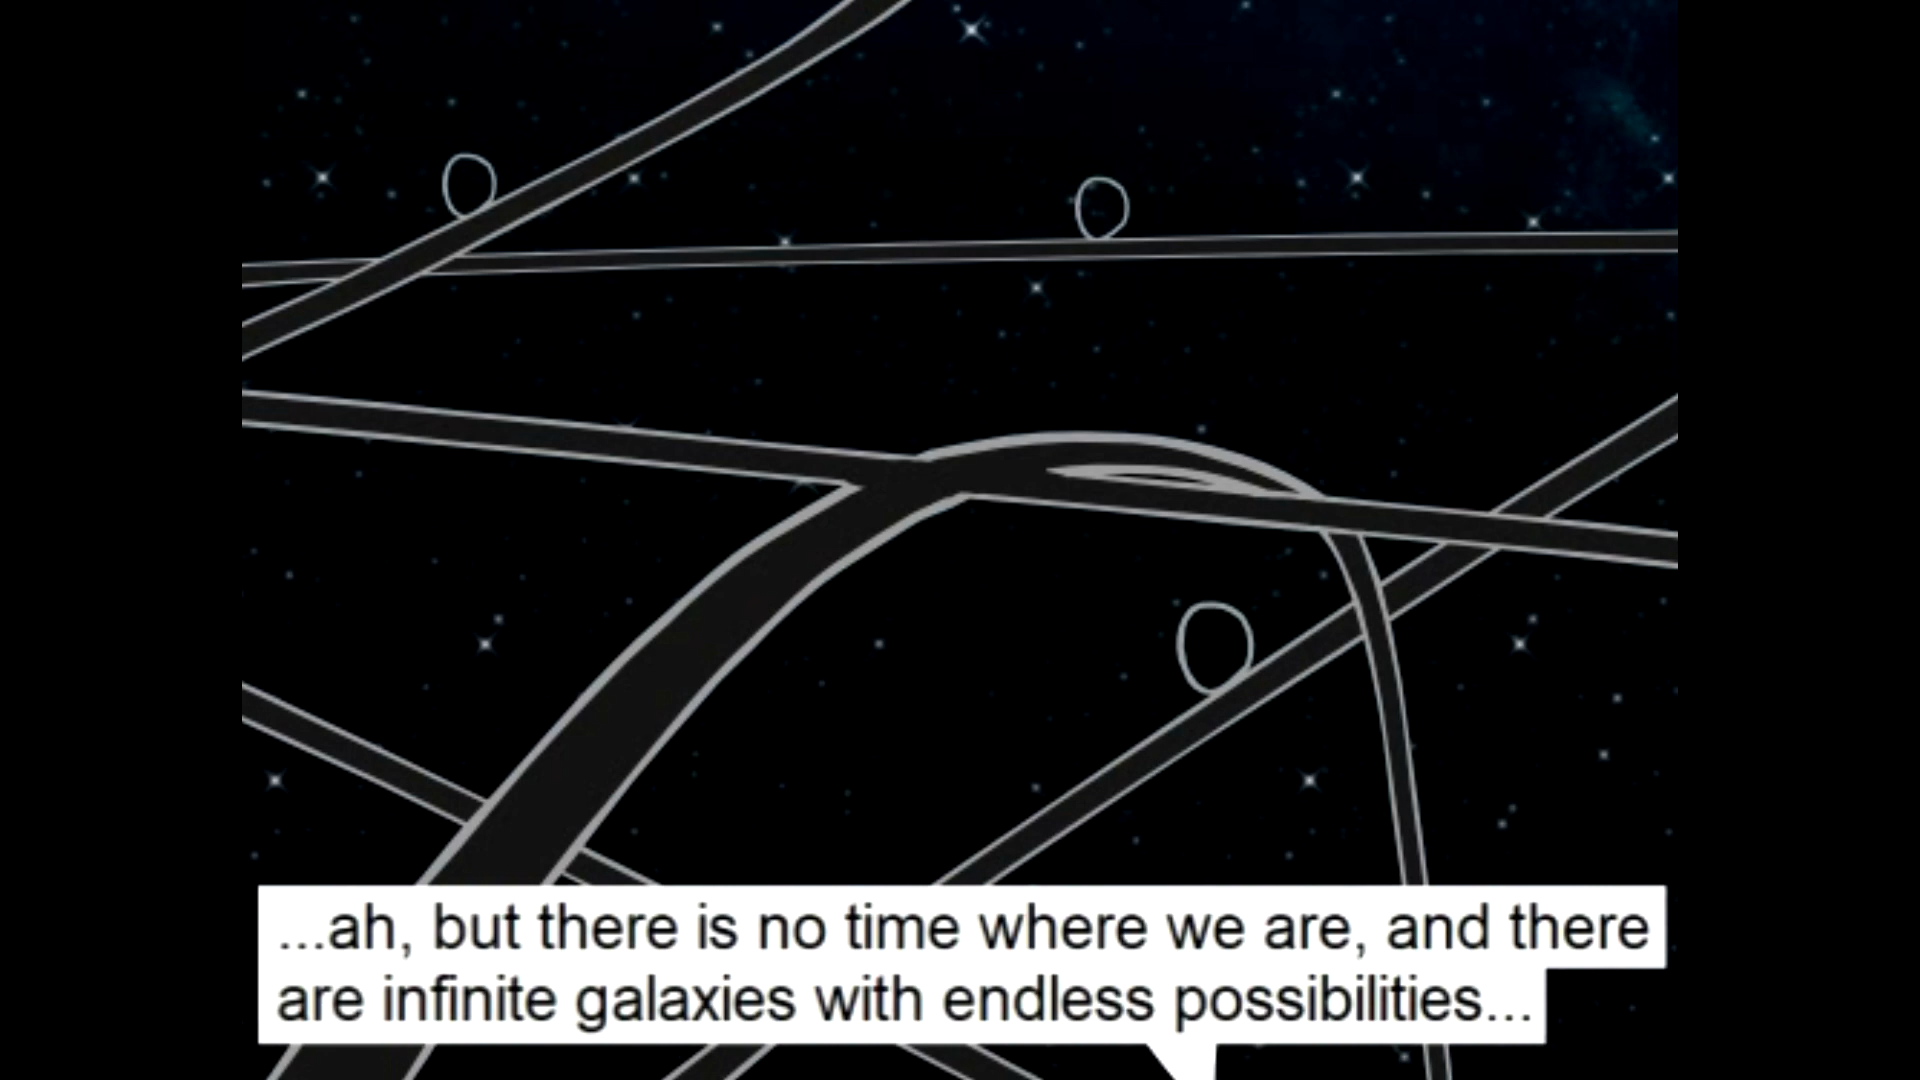 ...ah, but there is no time where we are, and there
are infinite galaxies with endless possibilities...